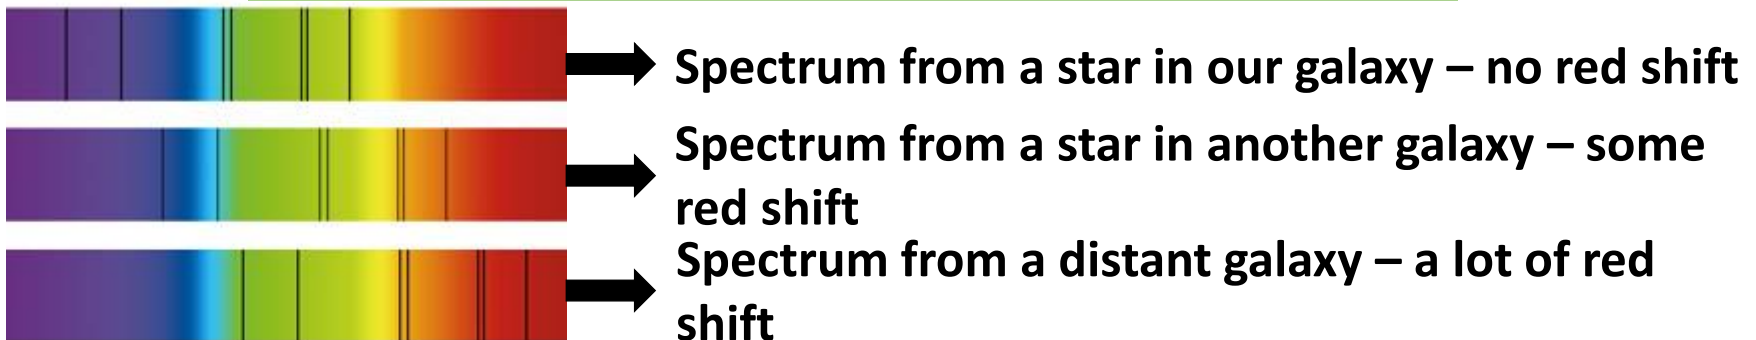 Spectrum from a star in our galaxy – no red shift
Spectrum from a star in another galaxy – some
red shift
Spectrum from a distant galaxy – a lot of red
shift